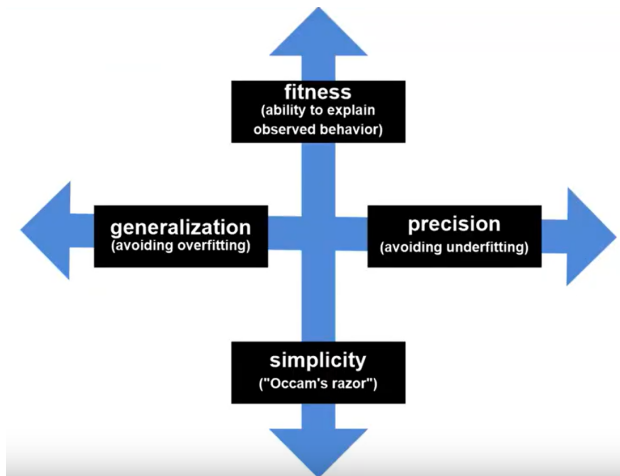 fitness
(ability to explain
observed behavior)
generalization
(avoiding overfitting)
precision
(avoiding underfitting)
simplicity
("Occam's razor")